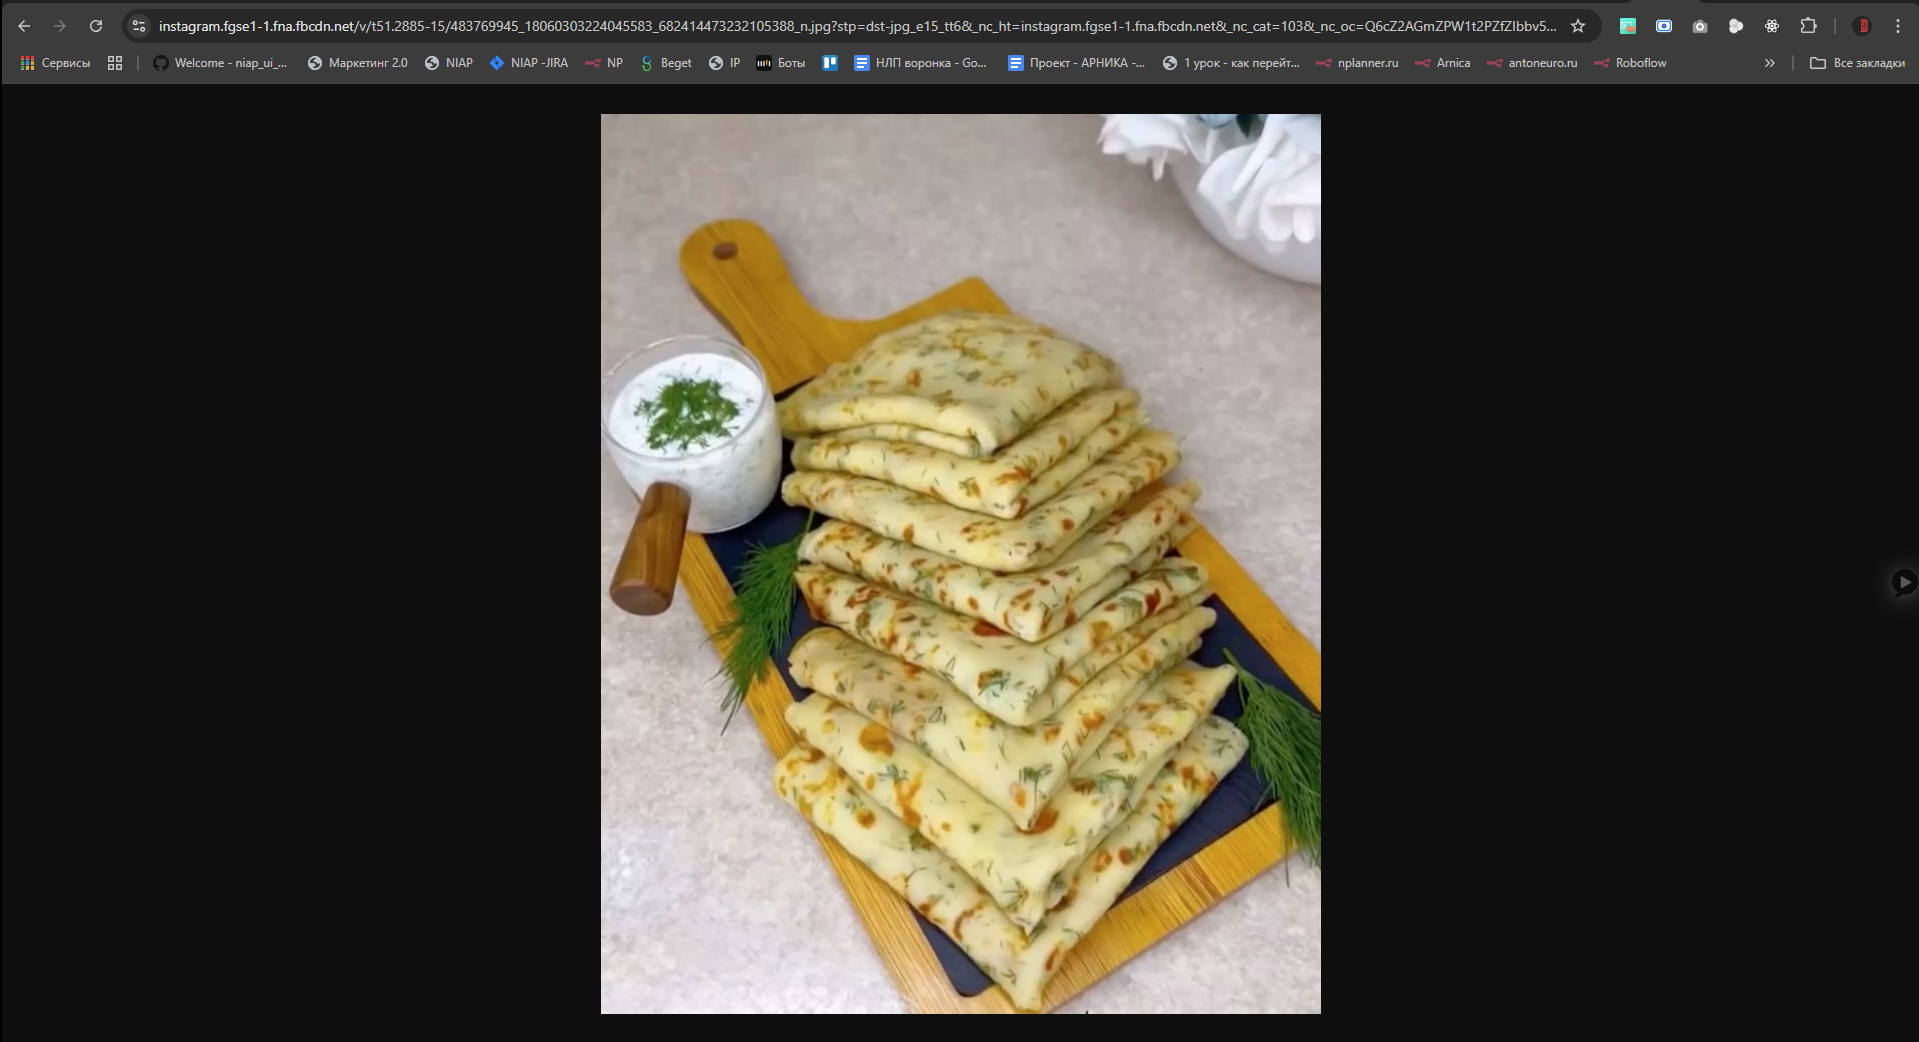 instagram.fgse1-1.fna.fbcdn.net/v/t51.2885-15/483769945_18060303224045583_682414473232105388_n.jpg?stp=dst-jpg_e15_tt6&_nc_ht=instagram.fgse1-1.fna.fbcdn.net&_nc_cat=103&_nc_oc=Q6cZ2AGmZPW1t2PZfZIbbv5...
Сервисы Welcome - niap_ui_... Маркетинг 2.0 NIAP NIAP -JIRA NP Beget IP Боты НЛП воронка - Go... Проект - АРНИКА -... 1 урок - как перейт... nplanner.ru Arnica antoneuro.ru Roboflow » Все закладки